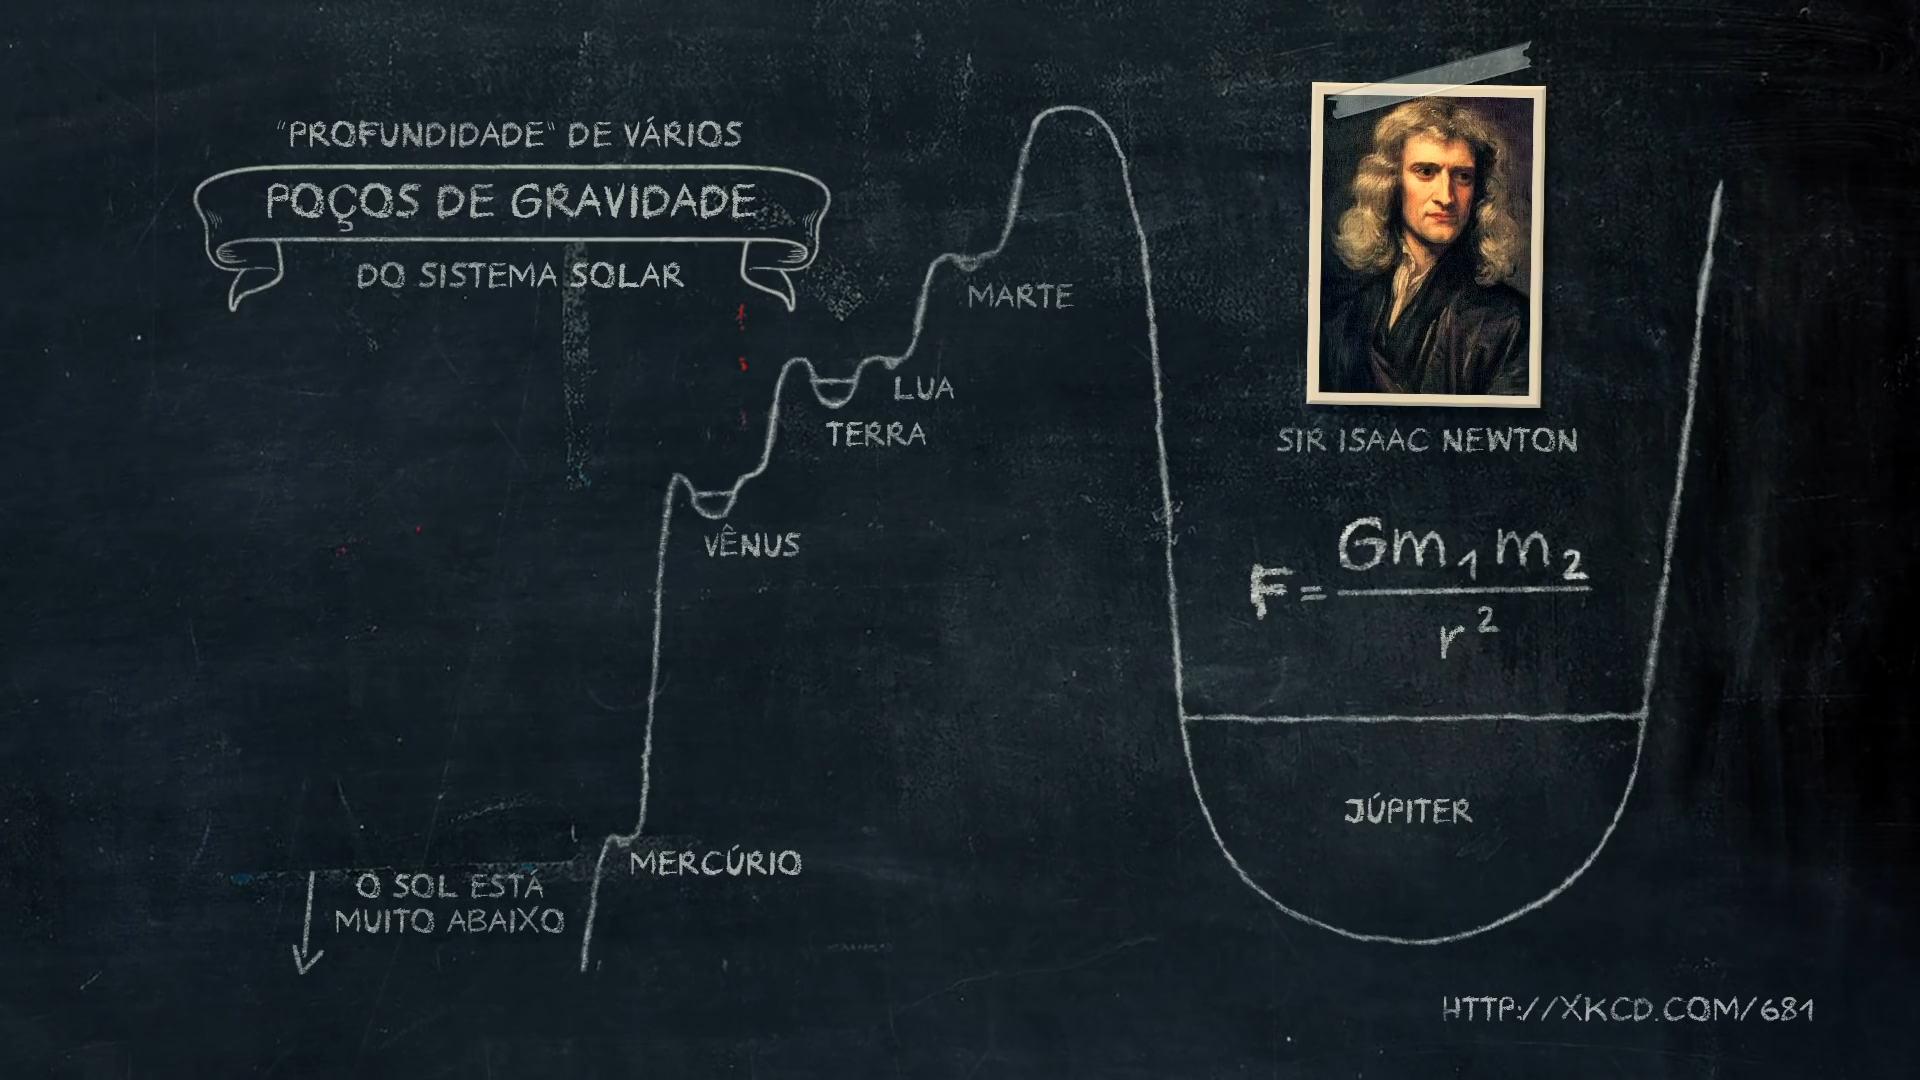 "PROFUNDIDADE" DE VÁRIOS
POÇOS DE GRAVIDADE
DO SISTEMA SOLAR
MARTE
LUA
TERRA
VÊNUS
MERCÚRIO
O SOL ESTÁ
MUITO ABAIXO
SIR ISAAC NEWTON
F = Gm₁m₂ / r²
JÚPITER
HTTP://XKCD.COM/681